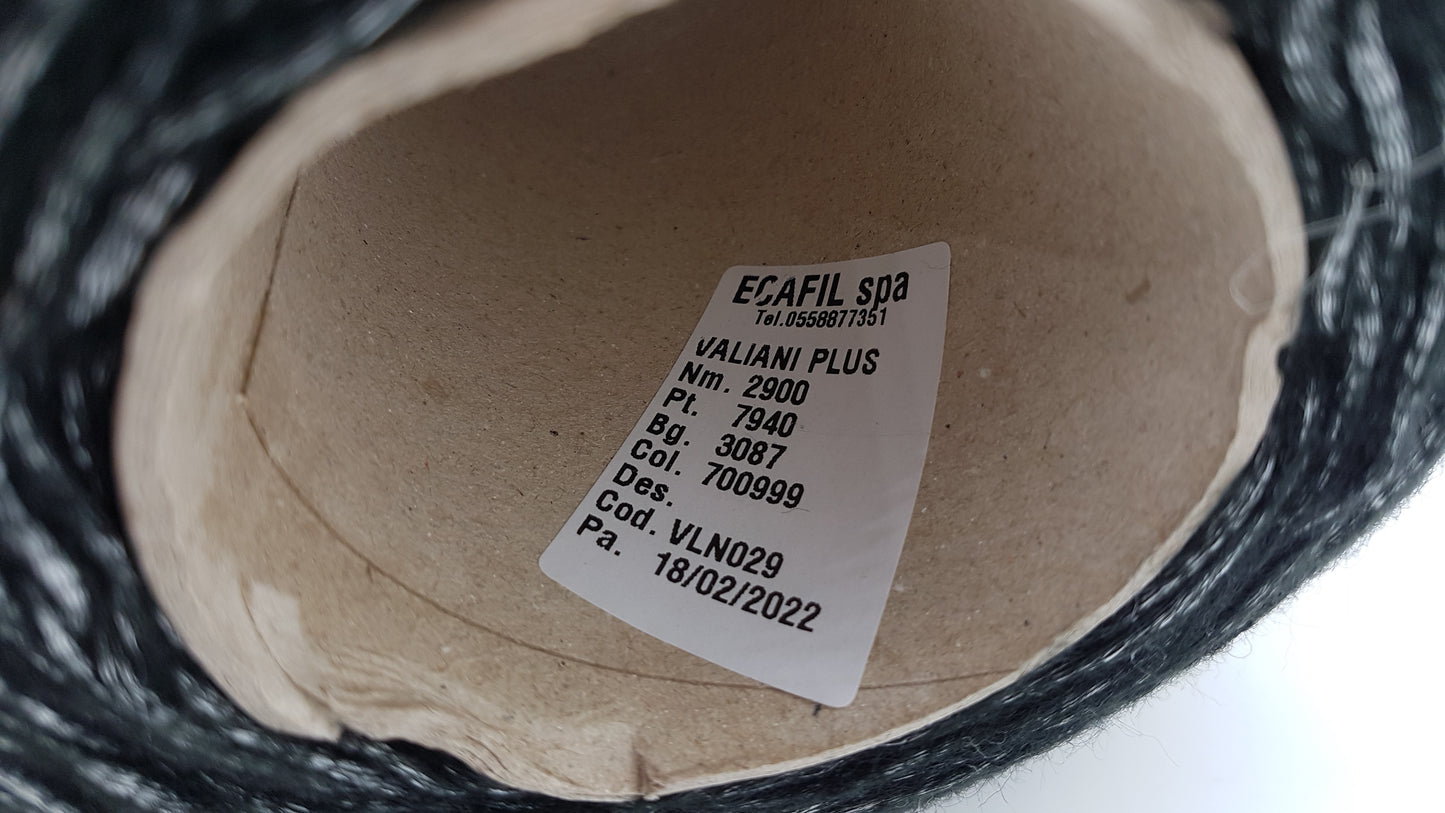 ECAFIL spa
Tel.0558877351
VALIANI PLUS
Nm. 2900
Pt. 7940
Bg. 3087
Col. 700999
Des.
Cod. VLN029
Pa. 18/02/2022